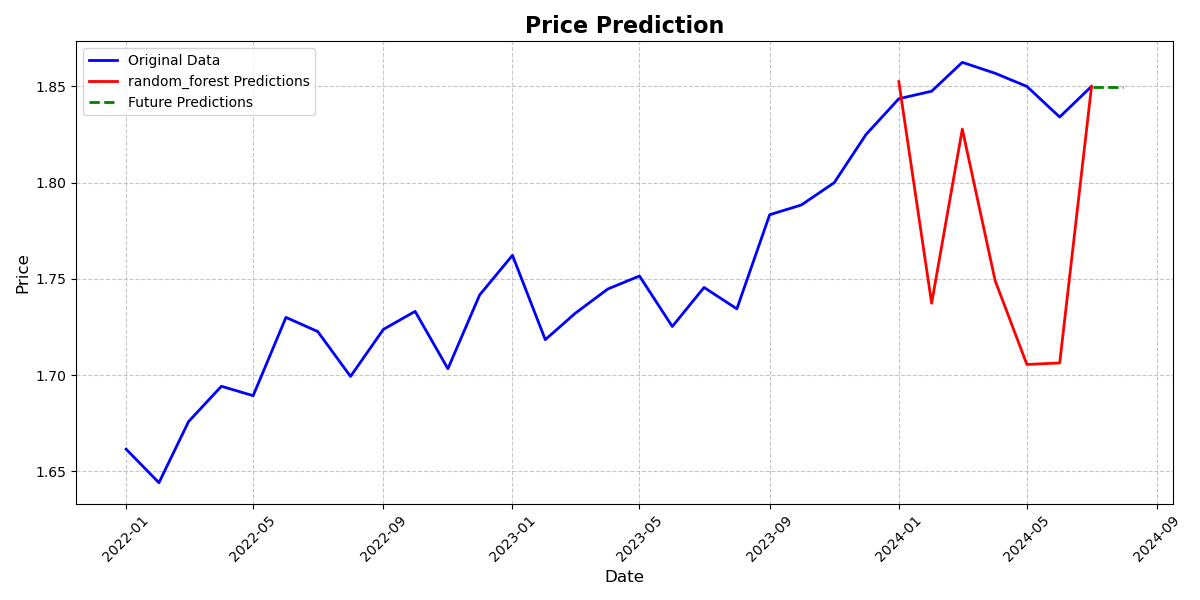 Price Prediction
Original Data
random_forest Predictions
Future Predictions
Price
1.85
1.80
1.75
1.70
1.65
2022-01
2022-05
2022-09
2023-01
2023-05
2023-09
2024-01
2024-05
2024-09
Date